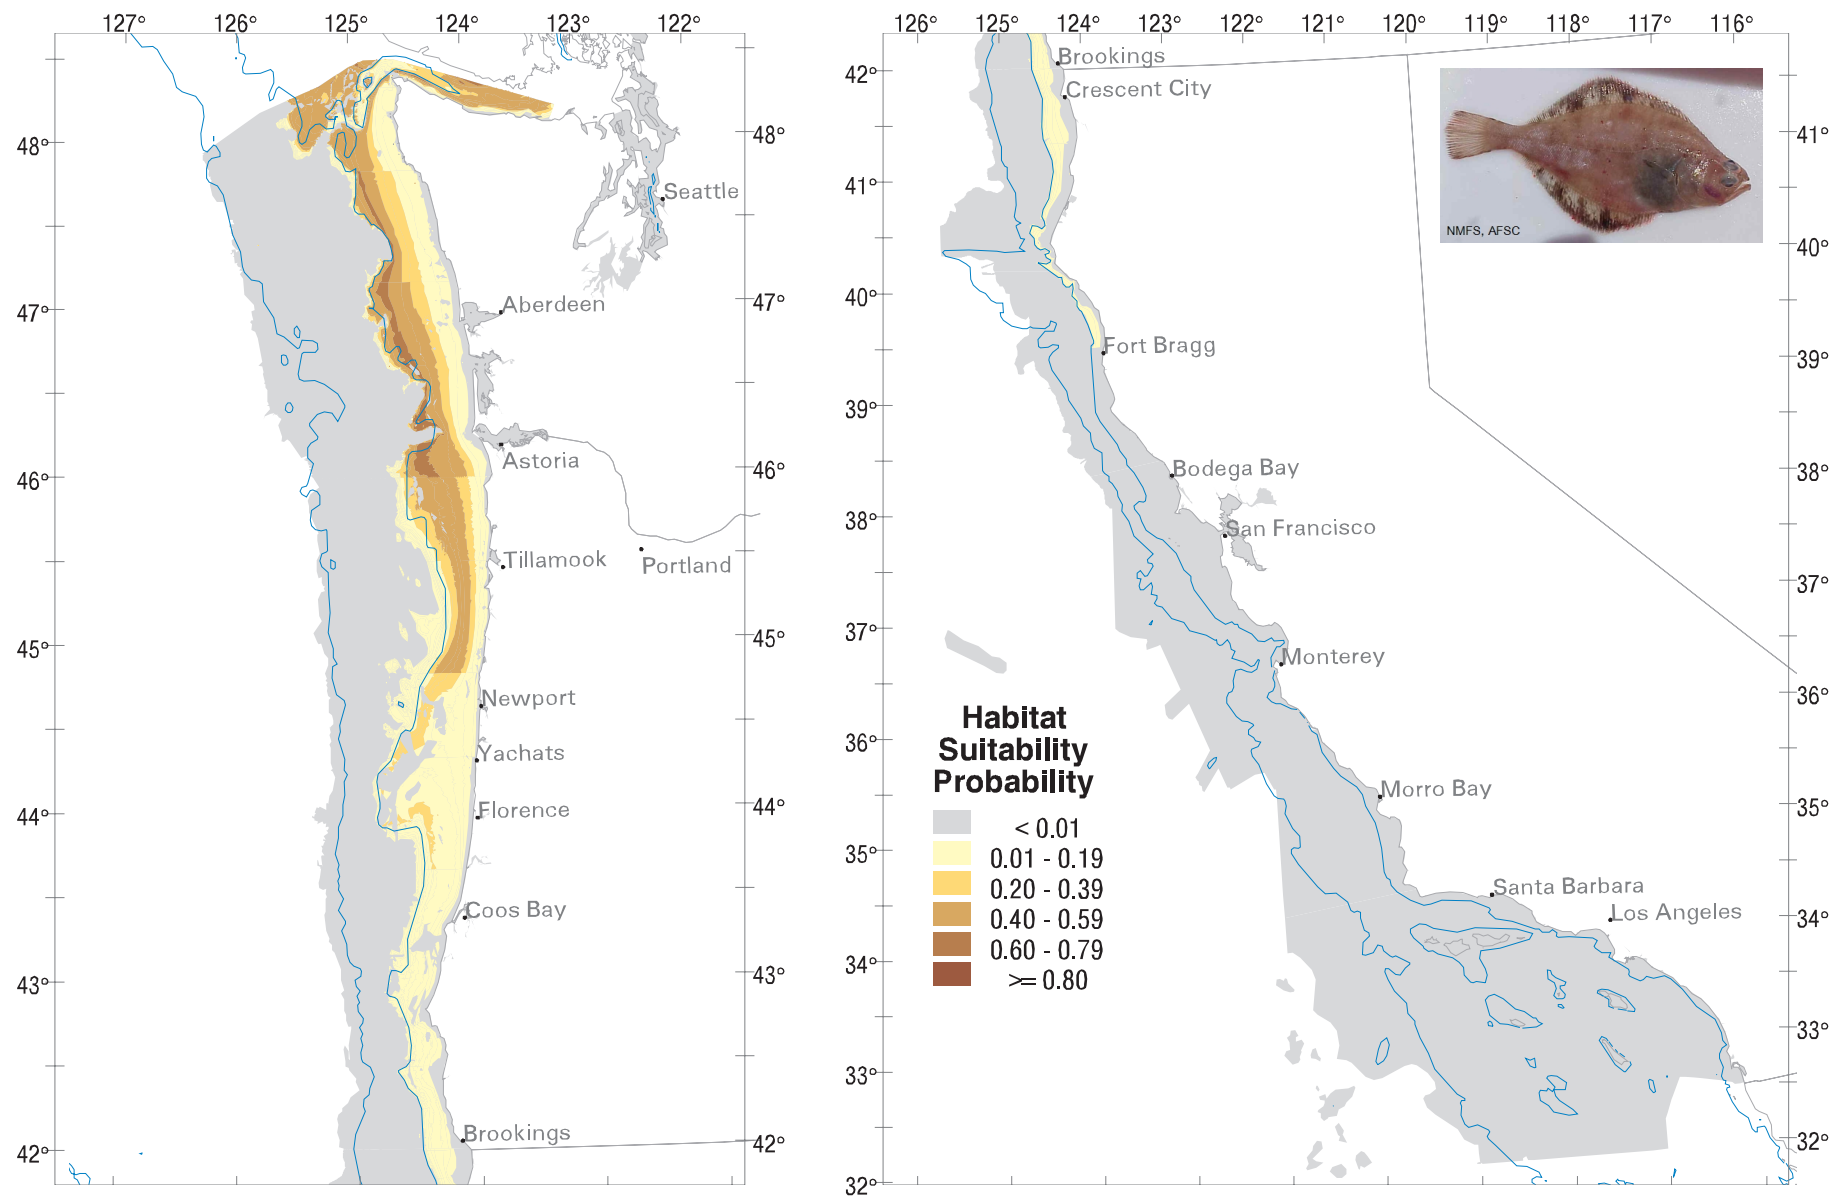 127° 125° 124° 123° 122°
126°
48°
47°
46°
45°
44°
43°
42°
48°
47°
46°
45°
44°
43°
42°
Seattle
Aberdeen
Astoria
Tillamook
Portland
Newport
Yachats
Florence
Coos Bay
Brookings
126° 125° 124° 123° 122° 121° 120° 119° 118° 117° 116°
42°
41°
40°
39°
38°
37°
36°
35°
34°
33°
32°
41°
40°
39°
38°
37°
36°
35°
34°
33°
32°
Brookings
Crescent City
Fort Bragg
Bodega Bay
San Francisco
Monterey
Morro Bay
Santa Barbara
Los Angeles
NMFS, AFSC
Habitat
Suitability
Probability
< 0.01
0.01 - 0.19
0.20 - 0.39
0.40 - 0.59
0.60 - 0.79
>= 0.80